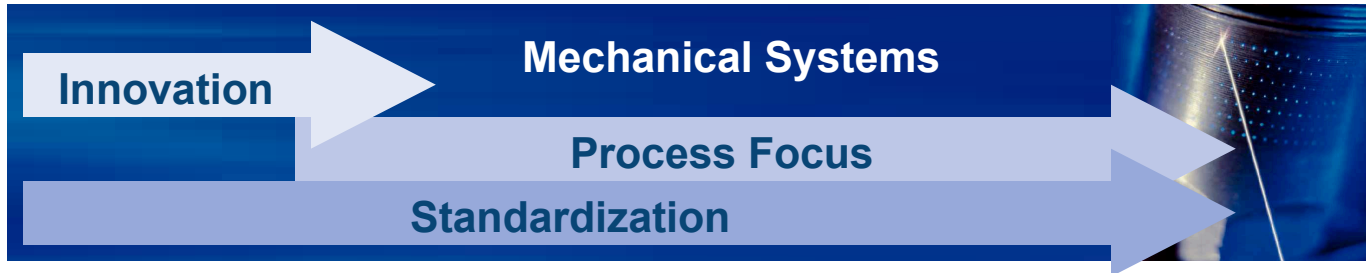 Mechanical Systems
Innovation
Process Focus
Standardization